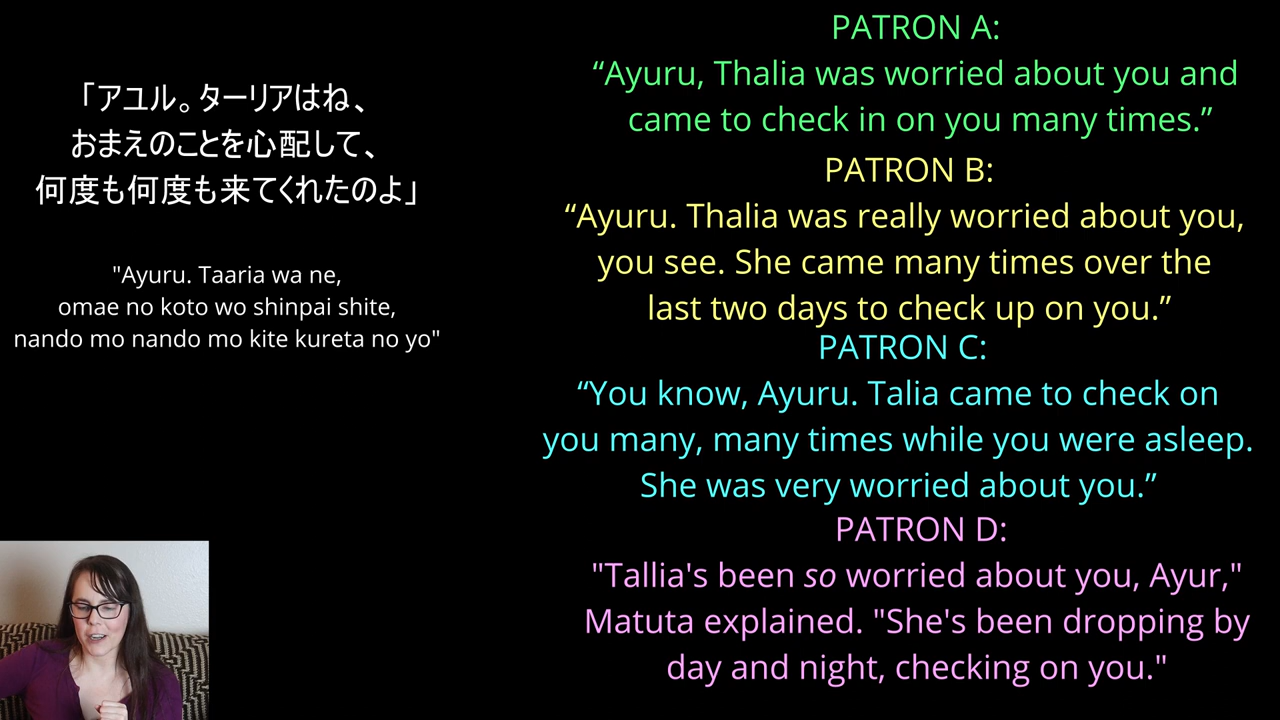 「アユル。ターリアはね、
おまえのことを心配して、
何度も何度も来てくれたのよ」
"Ayuru. Taaria wa ne,
omae no koto wo shinpai shite,
nando mo nando mo kite kureta no yo"
PATRON A:
“Ayuru, Thalia was worried about you and
came to check in on you many times.”
PATRON B:
“Ayuru. Thalia was really worried about you,
you see. She came many times over the
last two days to check up on you.”
PATRON C:
“You know, Ayuru. Talia came to check on
you many, many times while you were asleep.
She was very worried about you.”
PATRON D:
"Tallia's been so worried about you, Ayur,"
Matuta explained. "She's been dropping by
day and night, checking on you."